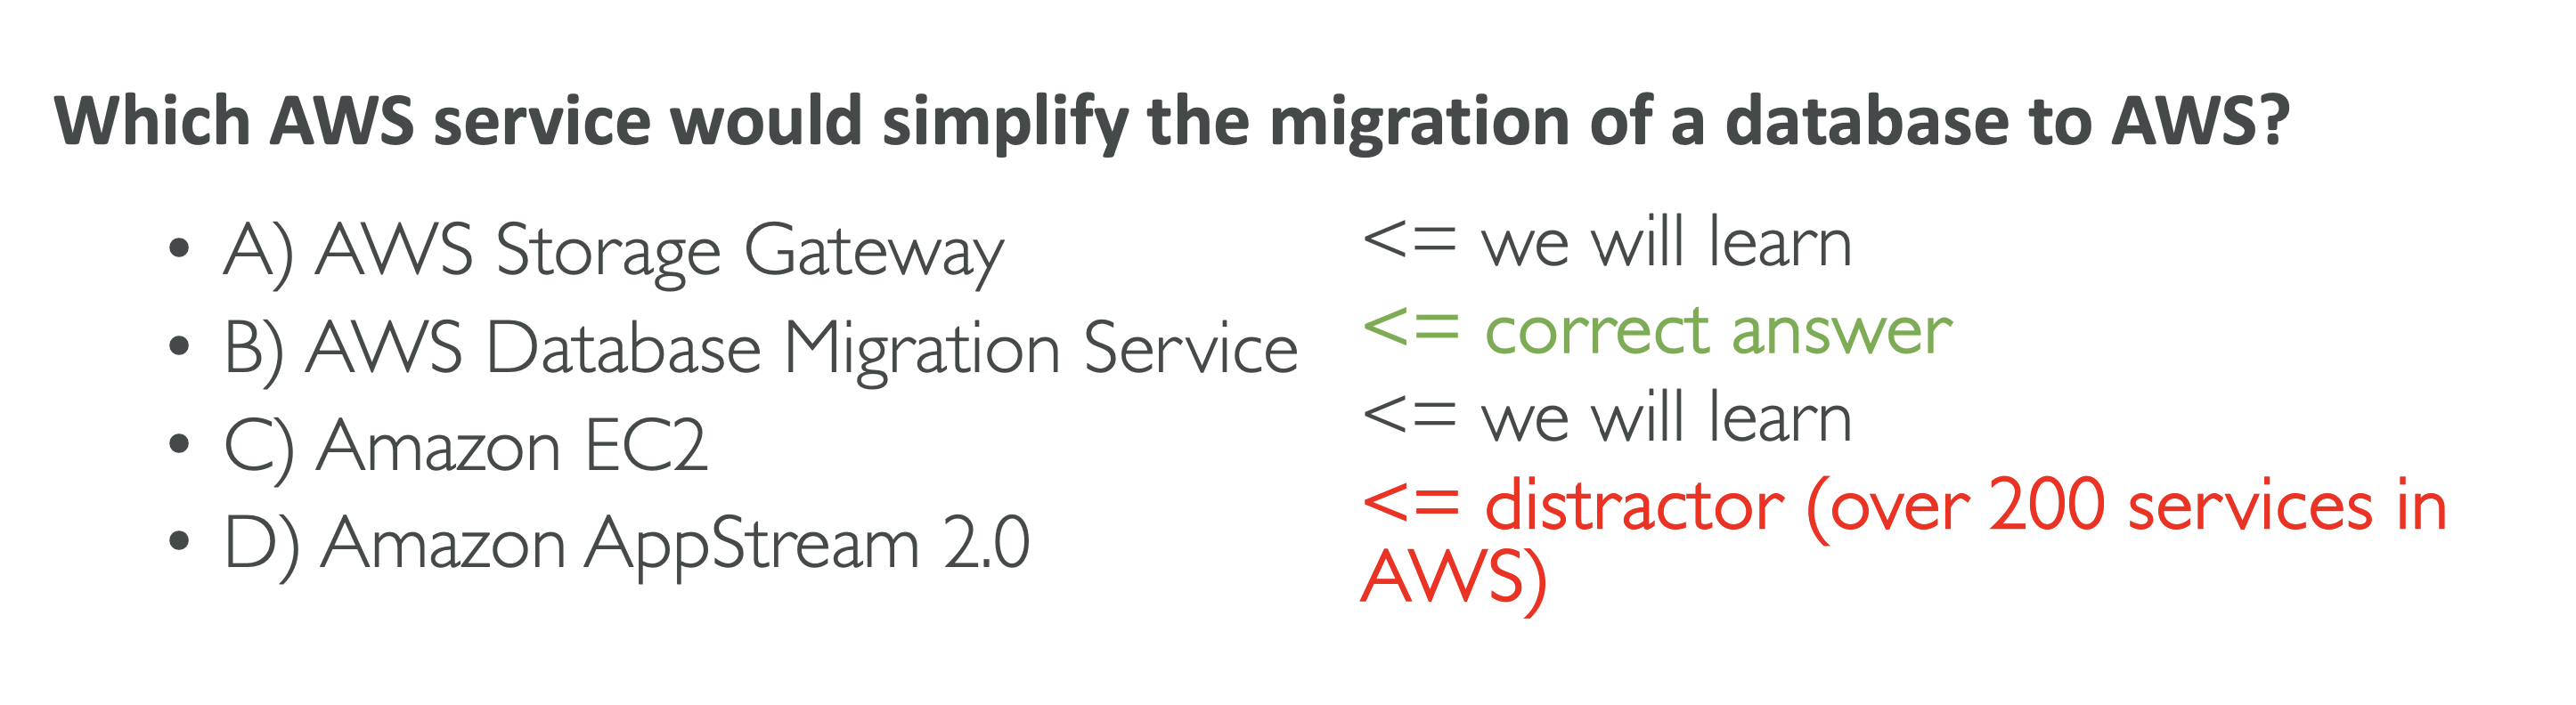 Which AWS service would simplify the migration of a database to AWS?
• A) AWS Storage Gateway
<= we will learn
• B) AWS Database Migration Service
<= correct answer
• C) Amazon EC2
<= we will learn
• D) Amazon AppStream 2.0
<= distractor (over 200 services in
AWS)